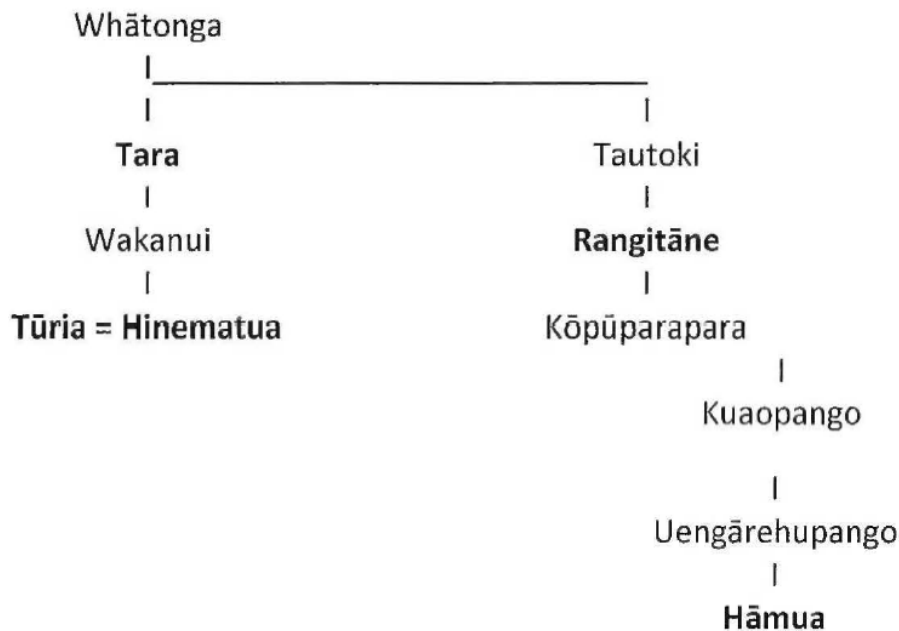 Whātonga
Tara Tautoki
Wakanui Rangitāne
Tūria = Hinematua Kōpūparapara
Kuaopango
Uengārehupango
Hāmua